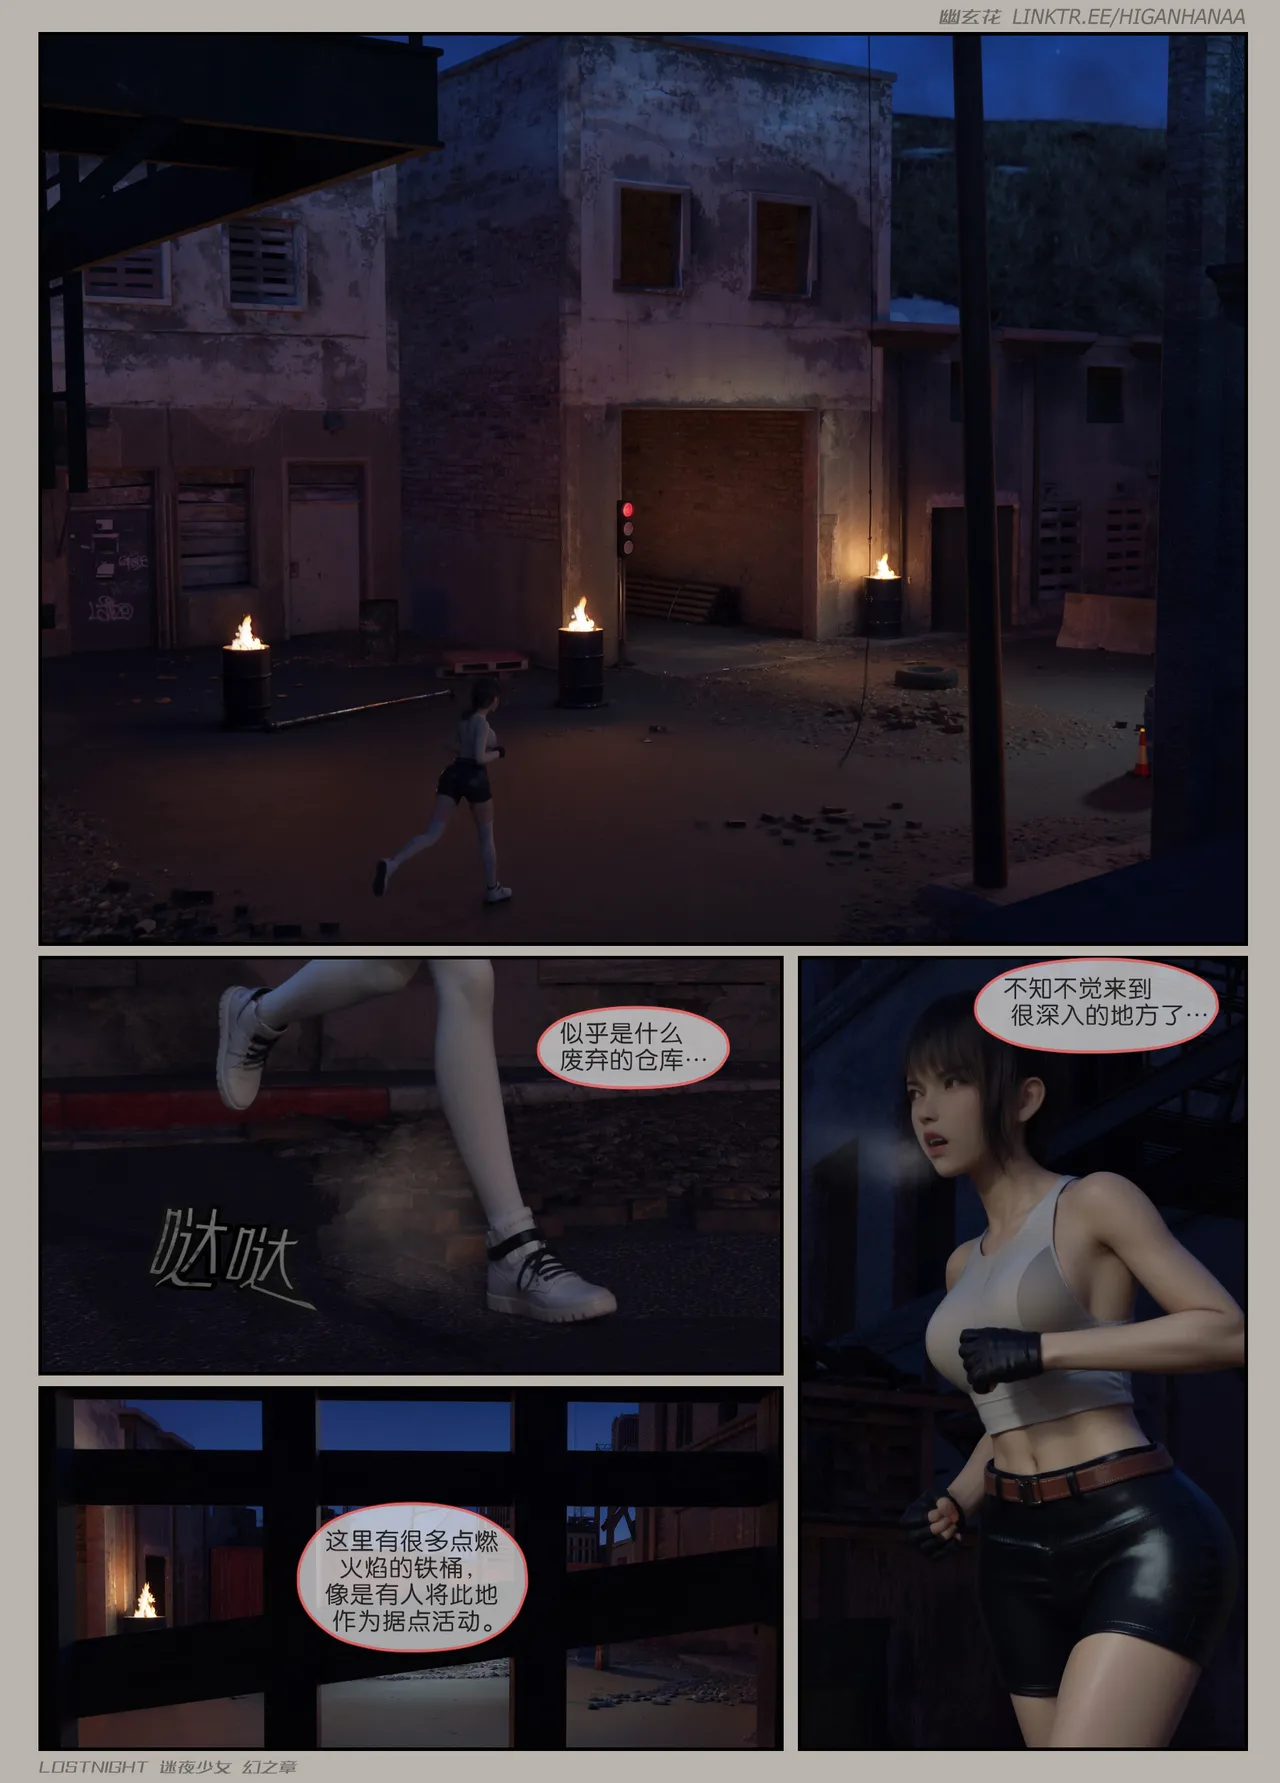 幽玄花 LINKTR.EE/HIGANHANAA
似乎是什么
废弃的仓库…
哒哒
不知不觉来到
很深入的地方了…
这里有很多点燃
火焰的铁桶，
像是有人将此地
作为据点活动。
LOSTNIGHT 迷夜少女 幻之章